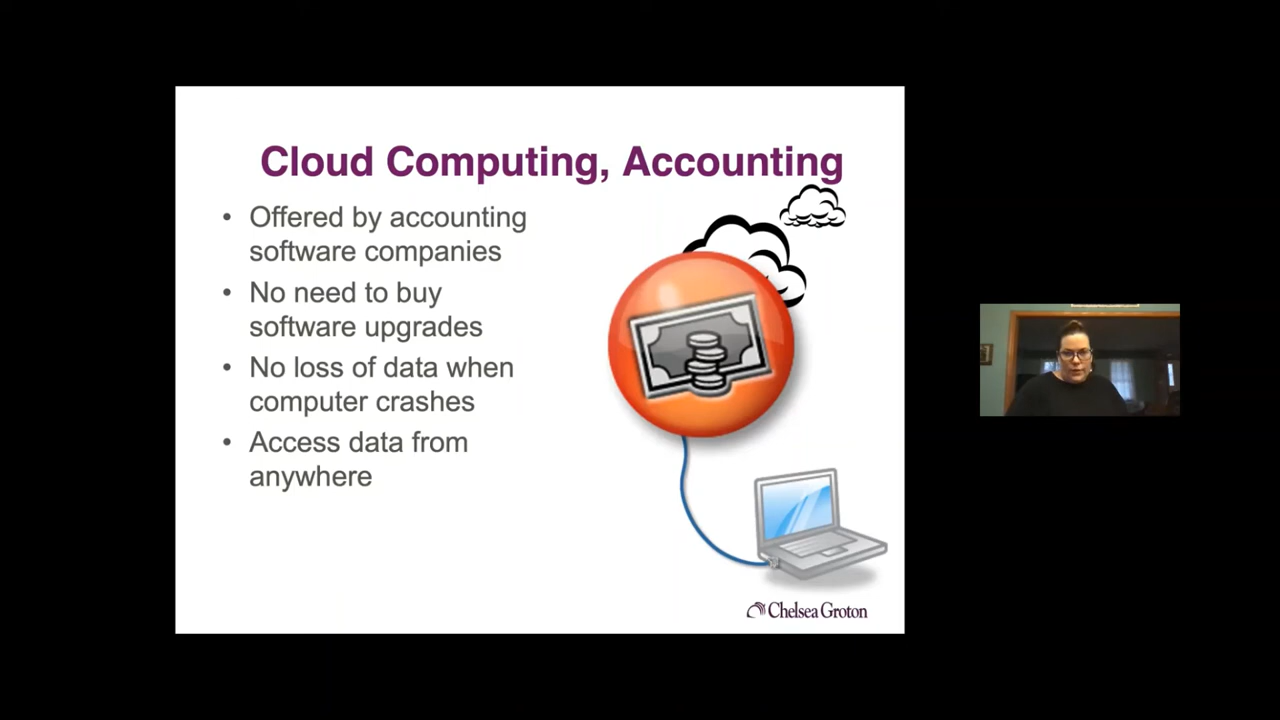 Cloud Computing, Accounting
• Offered by accounting
software companies
• No need to buy
software upgrades
• No loss of data when
computer crashes
• Access data from
anywhere
Chelsea Groton